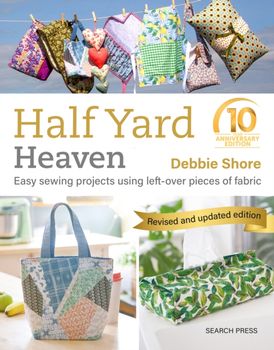 Half Yard
Heaven
10
ANNIVERSARY
EDITION
Debbie Shore
Easy sewing projects using left-over pieces of fabric
Revised and updated edition
SEARCH PRESS